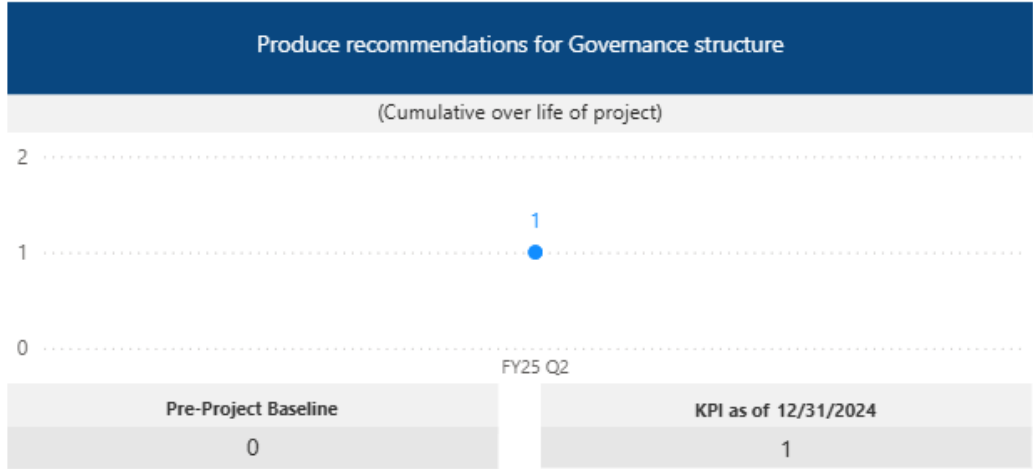 Produce recommendations for Governance structure
(Cumulative over life of project)
2
1
1
0
FY25 Q2
Pre-Project Baseline
KPI as of 12/31/2024
0
1